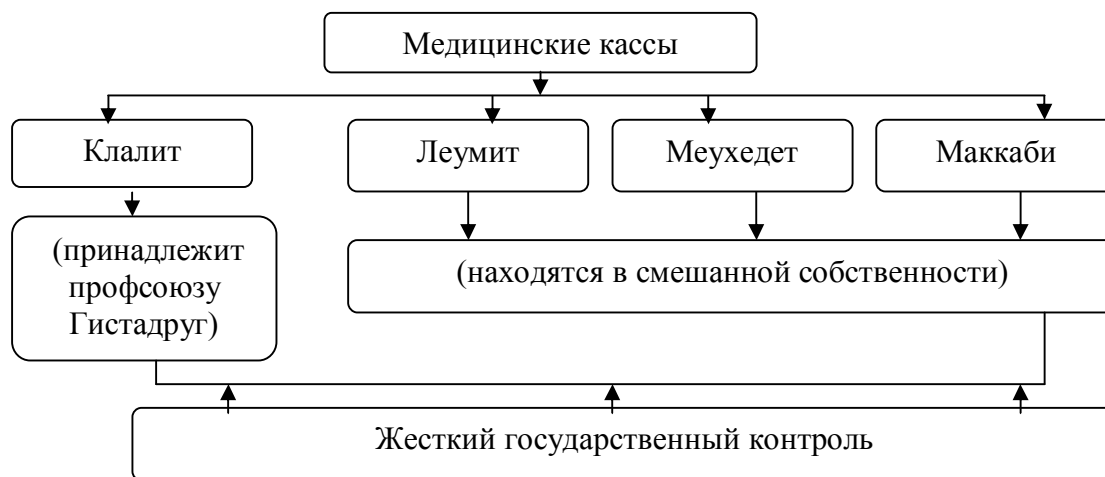 Медицинские кассы
Клалит
Леумит
Меухедет
Маккаби
(принадлежит
профсоюзу
Гистадруг)
(находятся в смешанной собственности)
Жесткий государственный контроль